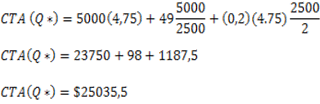 CTA (Q ∗) = 5000(4,75) + 49 5000/2500 + (0,2)(4.75) 2500/2
CTA(Q ∗) = 23750 + 98 + 1187,5
CTA(Q ∗) = $25035,5